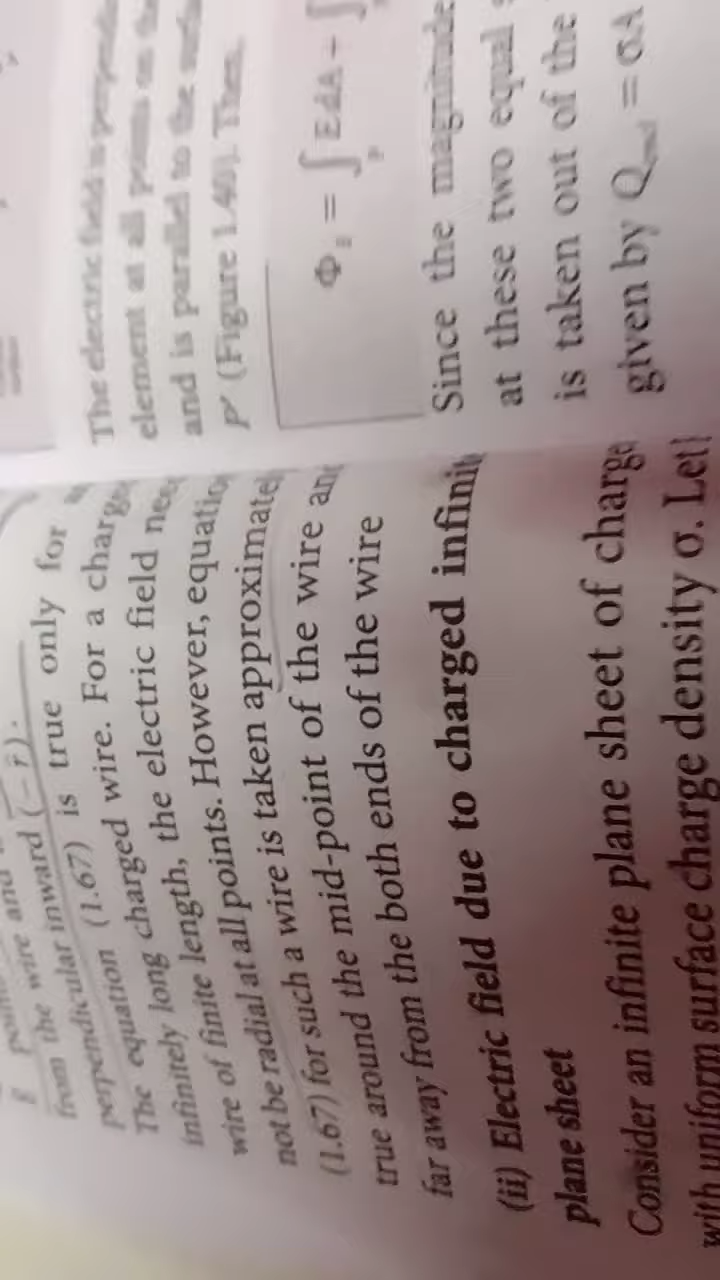 from the wire and
perpendicular inward (− r̂).
The equation (1.67) is true only for
infinitely long charged wire. For a charge
wire of finite length, the electric field nee
not be radial at all points. However, equatio
(1.67) for such a wire is taken approximate
true around the mid-point of the wire an
far away from the both ends of the wire
(ii) Electric field due to charged infinit
plane sheet
Consider an infinite plane sheet of charge
with uniform surface charge density σ. Let
The electric field is
element at all points on the
and is parallel to the
P′ (Figure 1.40). Then,
= ∫ EdA +
Since the magnitude
at these two equal
is taken out of the
given by Q = σA